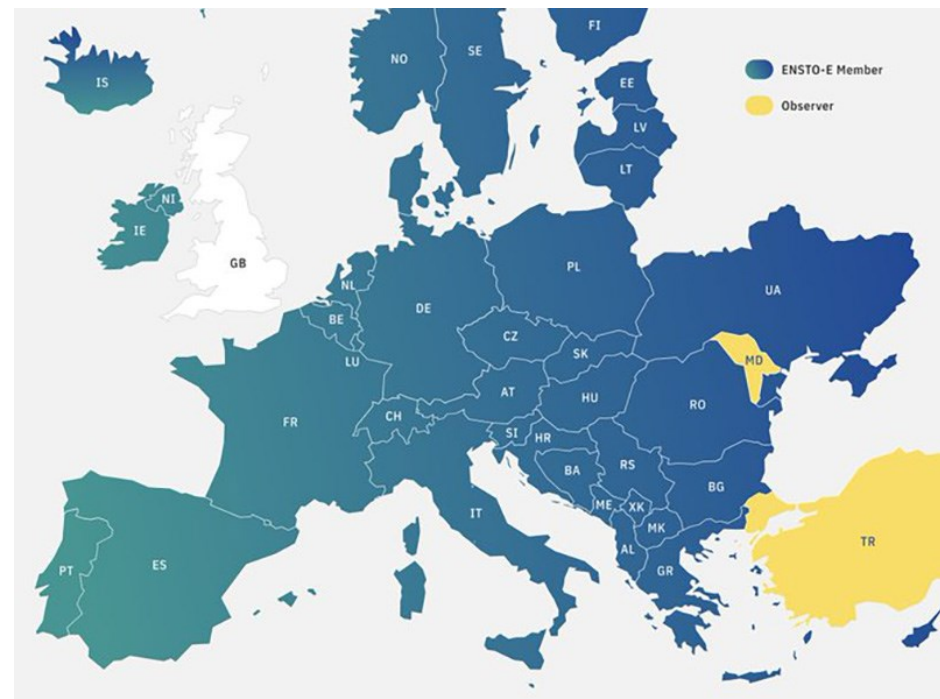 FI
NO
SE
ENSTO-E Member
IS
EE
Observer
LV
LT
NI
IE
GB
PL
NL
UA
DE
BE
CZ
SK
MD
LU
AT
HU
RO
CH
FR
SI
HR
RS
BA
BG
ME
XK
IT
MK
TR
AL
PT
ES
GR